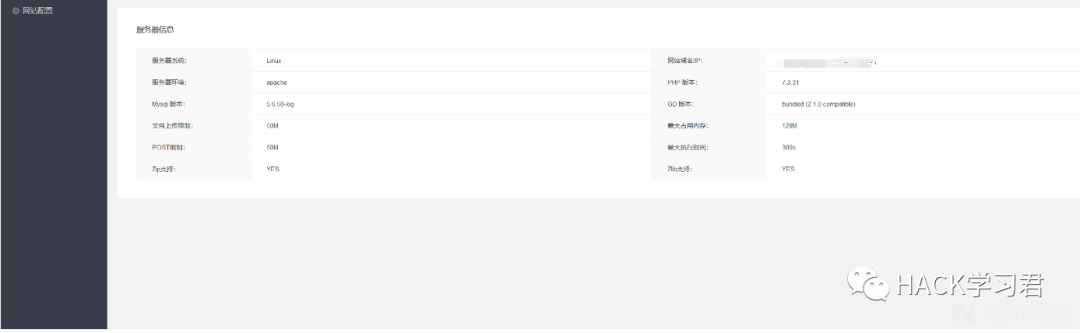 网站配置
服务器信息
服务器系统： Linux 网站域名/IP：
服务器环境： apache PHP 版本： 7.3.31
Mysql 版本： 5.6.50-log GD 版本： bundled (2.1.0 compatible)
文件上传限制： 50M 最大占用内存： 128M
POST限制： 50M 最大执行时间： 300s
Zip支持： YES Zlib支持： YES
HACK学习君
先知社区